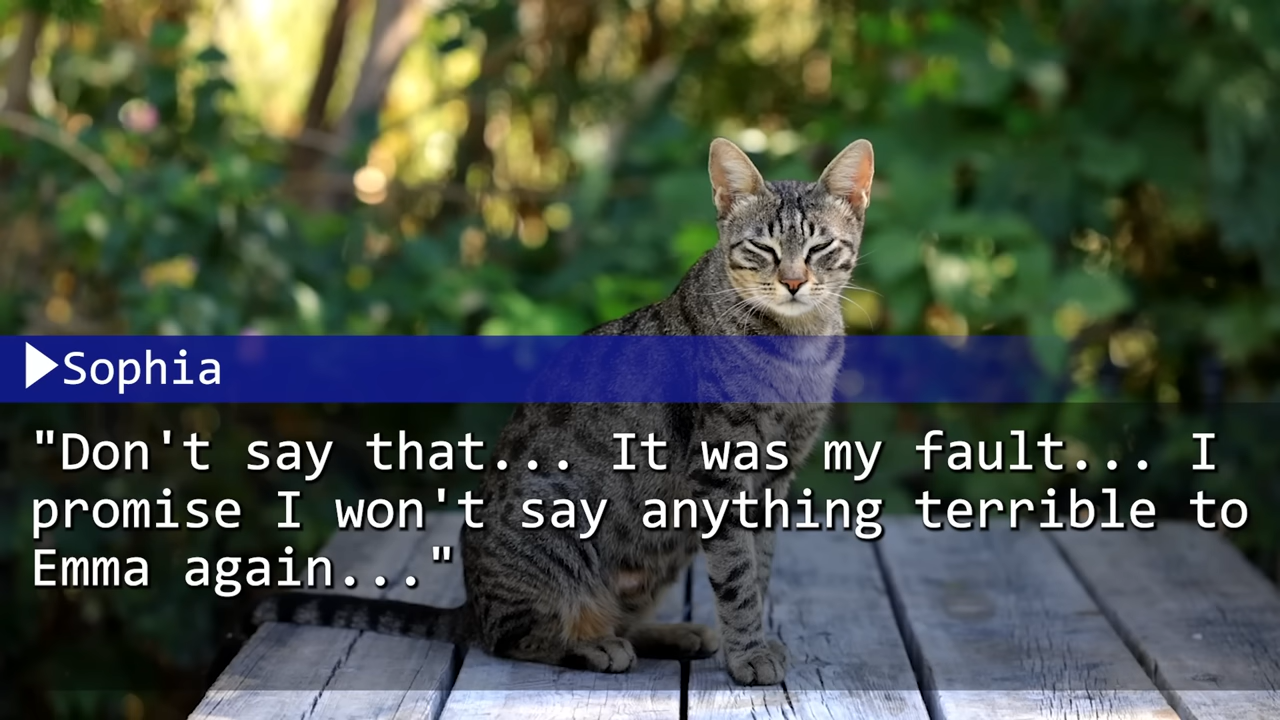 Sophia
"Don't say that... It was my fault... I
promise I won't say anything terrible to
Emma again..."